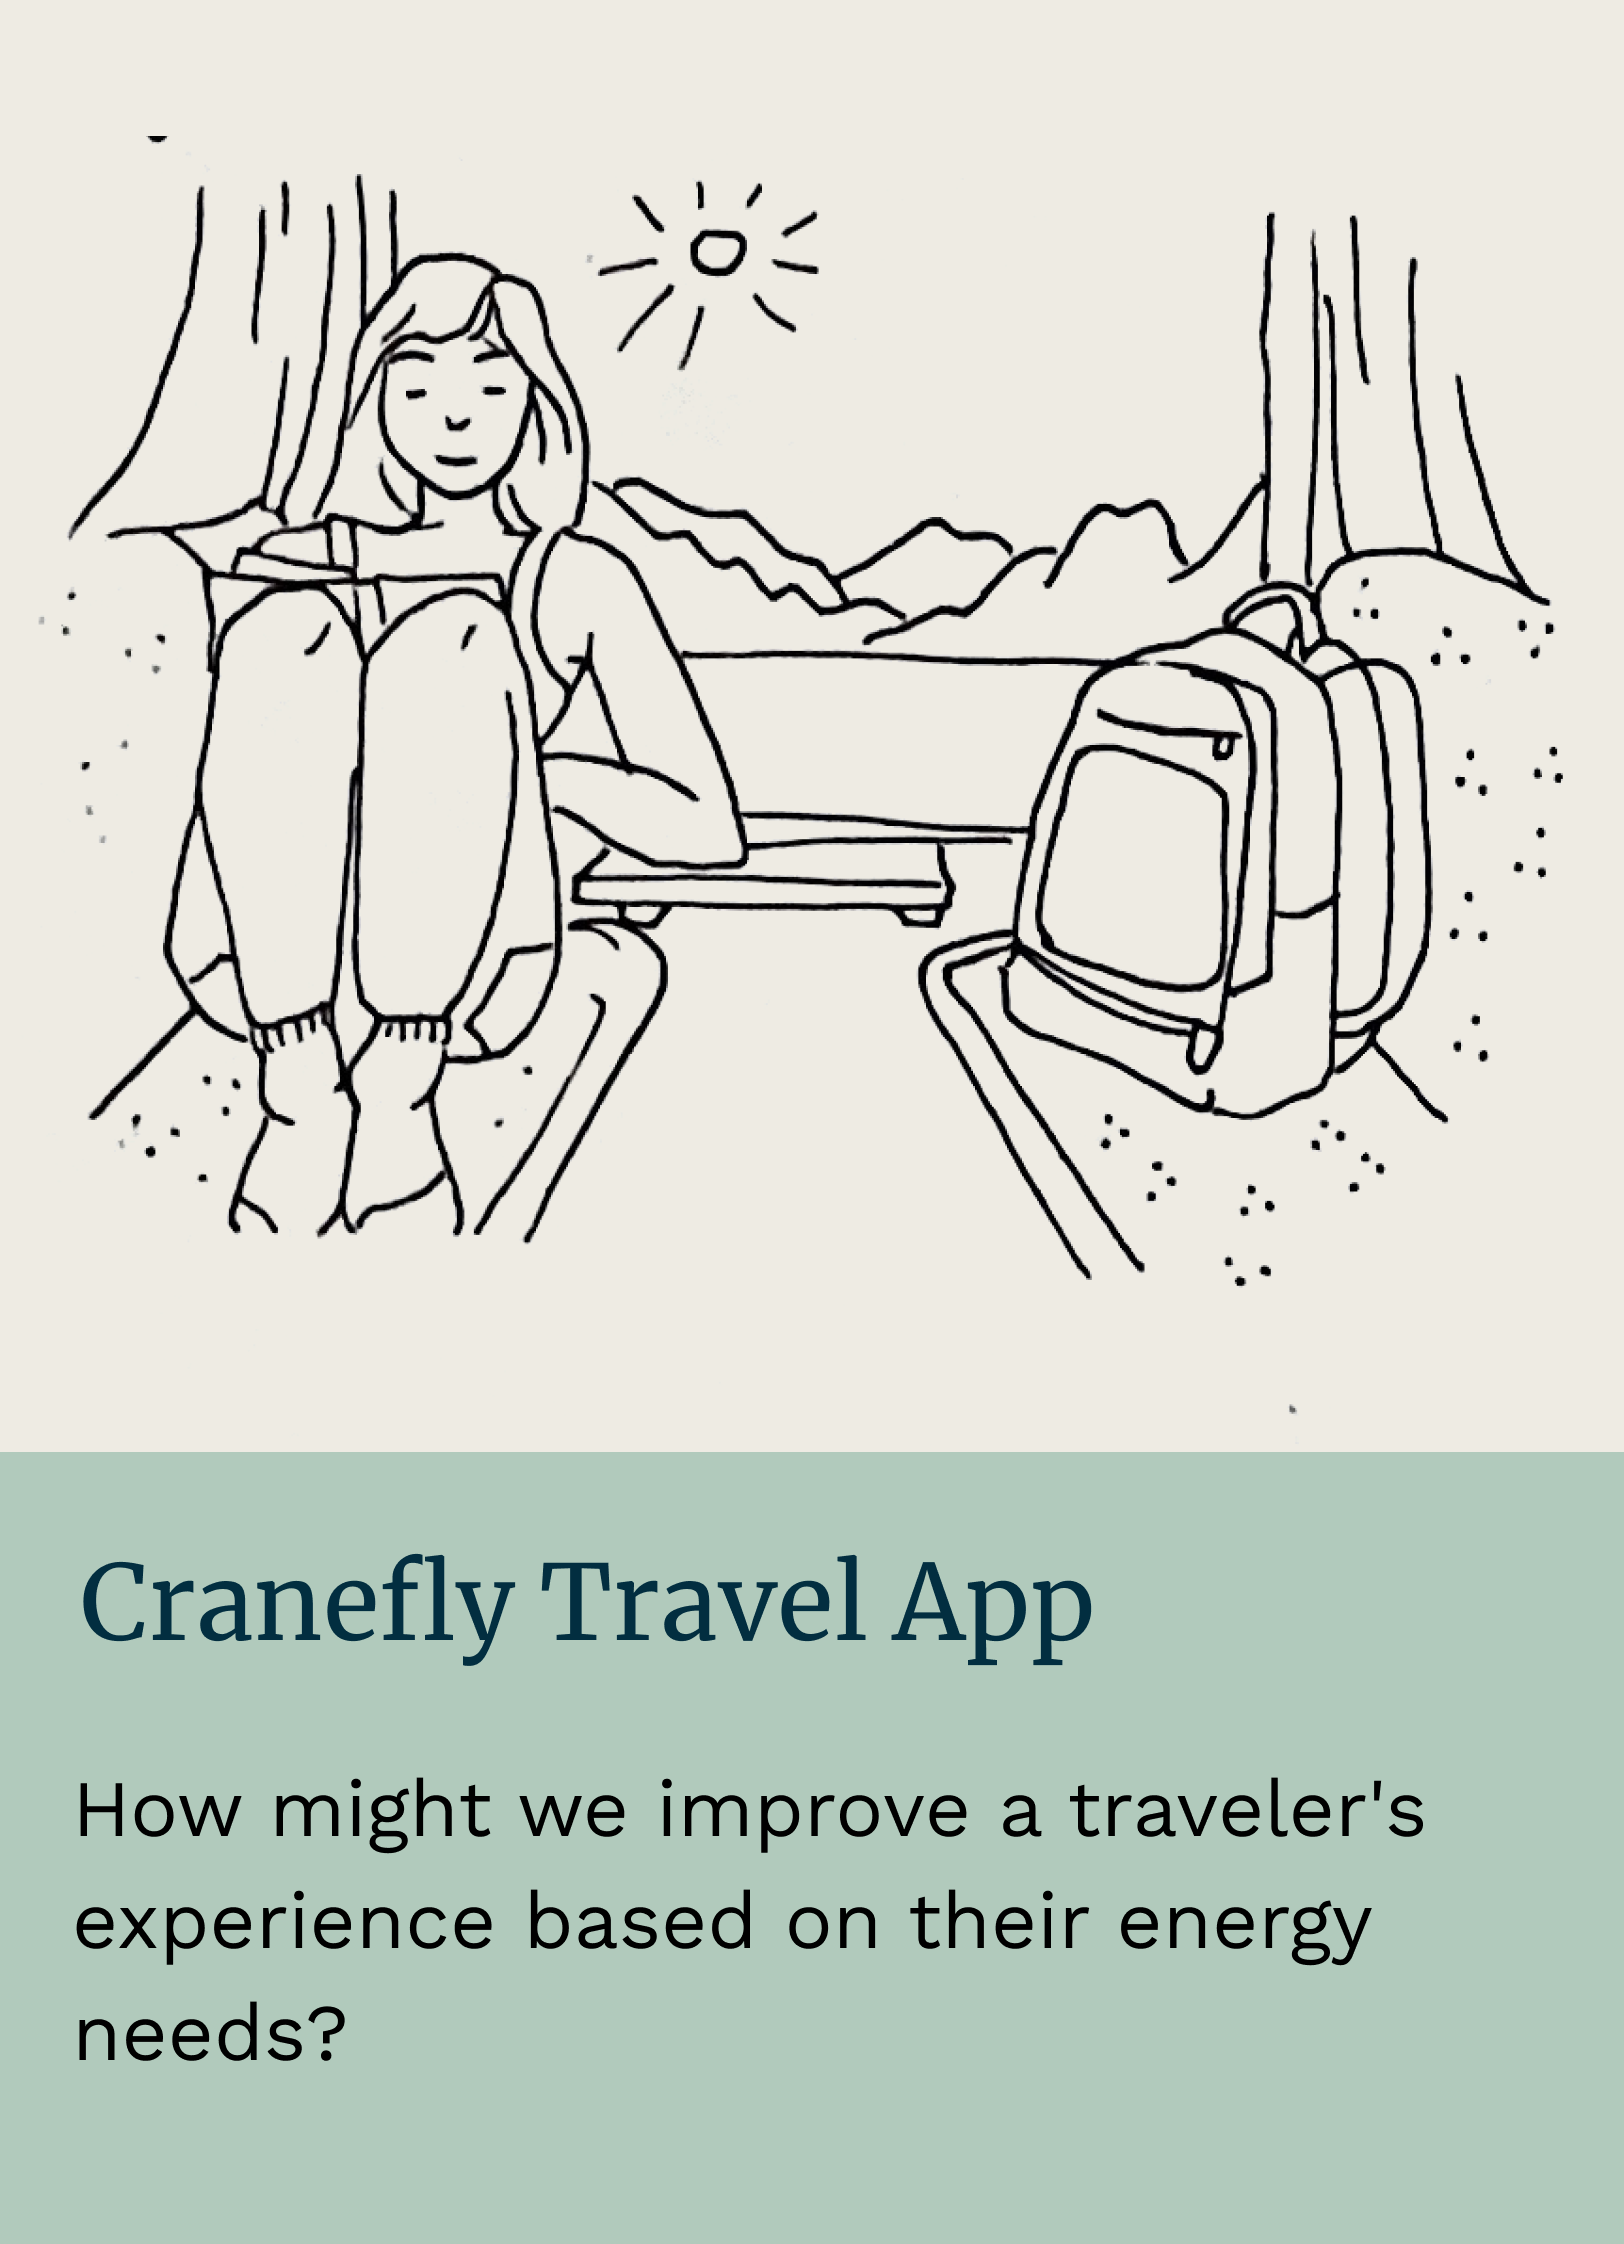 Cranefly Travel App
How might we improve a traveler's
experience based on their energy
needs?